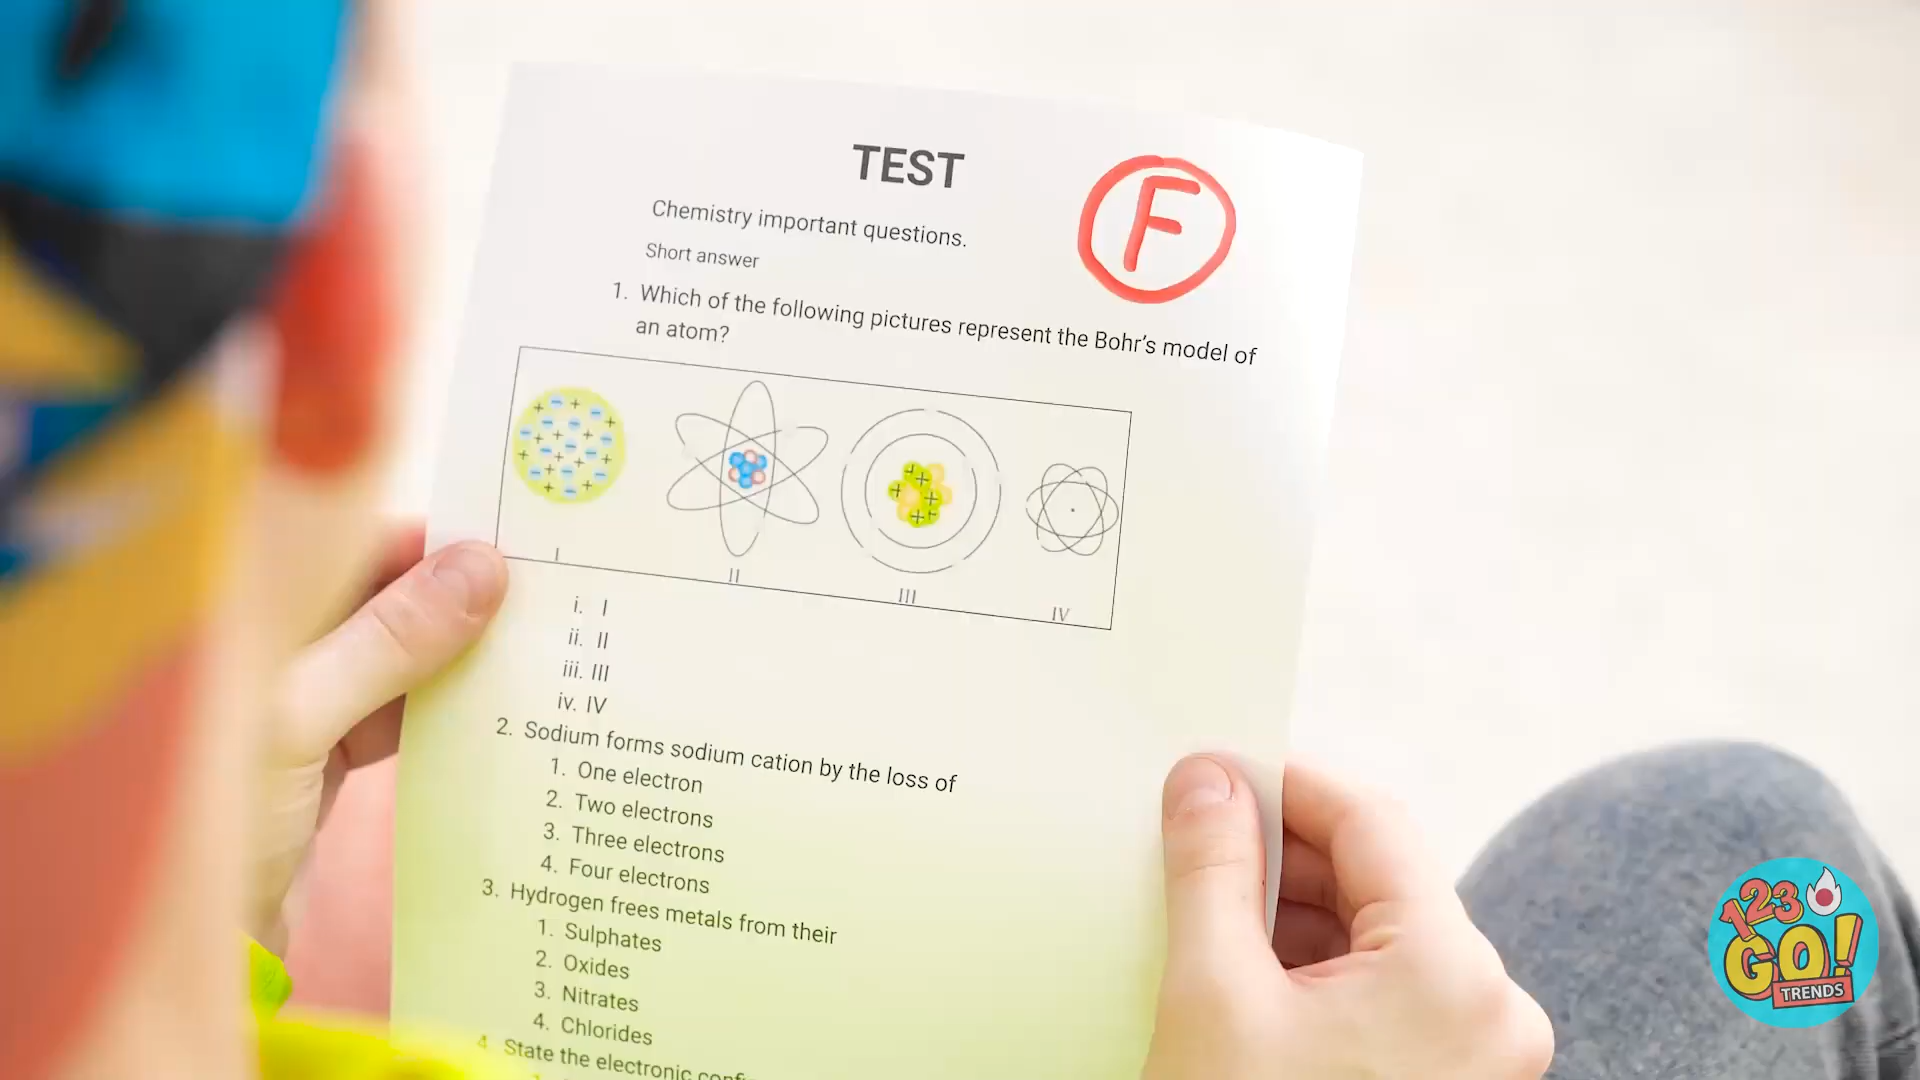 TEST
F
Chemistry important questions.
Short answer
1. Which of the following pictures represent the Bohr's model of
an atom?
I
II
III
IV
i. I
ii. II
iii. III
iv. IV
2. Sodium forms sodium cation by the loss of
1. One electron
2. Two electrons
3. Three electrons
4. Four electrons
3. Hydrogen frees metals from their
1. Sulphates
2. Oxides
3. Nitrates
4. Chlorides
4. State the electronic
123
GO!
TRENDS